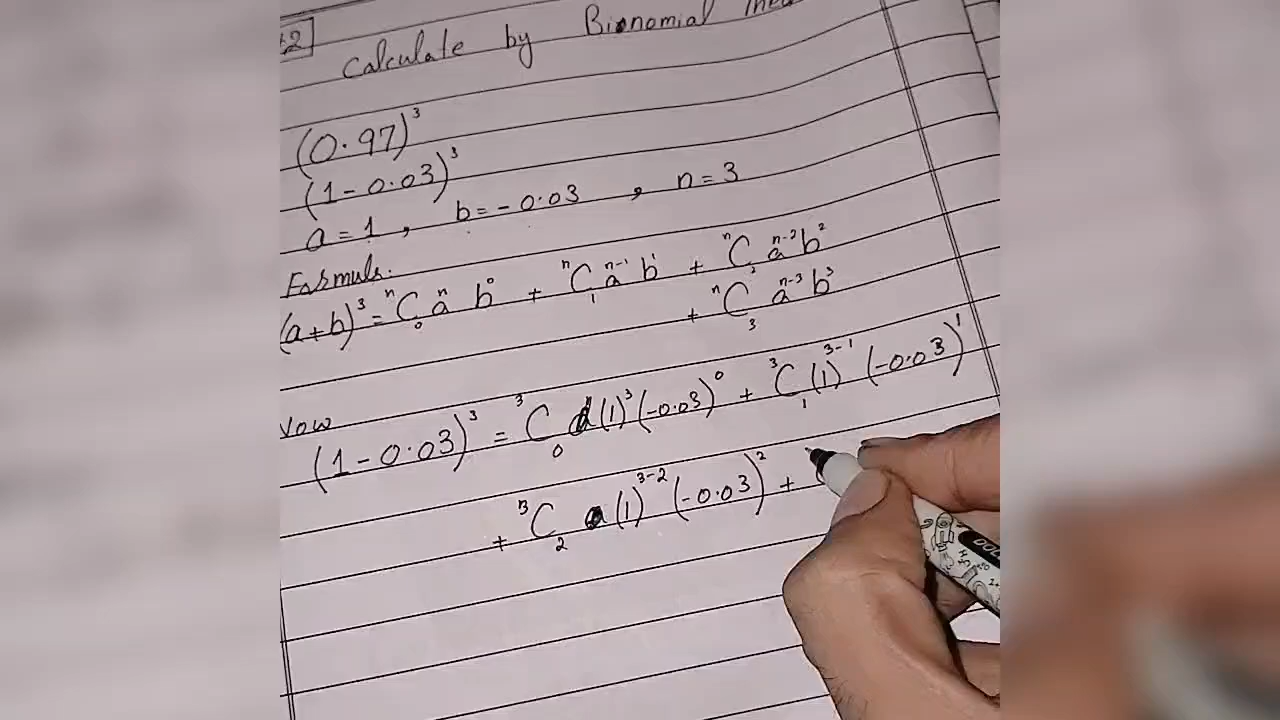 Calculate by Bionomial
(0.97)³
(1-0.03)³
a = 1 , b = -0.03 , n = 3
Formula.
(a+b)³ = ⁿC₀ aⁿ b⁰ + ⁿC₁ aⁿ⁻¹ b¹ + ⁿC₂ aⁿ⁻² b²
+ ⁿC₃ aⁿ⁻³ b³
Now
(1-0.03)³ = ³C₀ (1)³ (-0.03)⁰ + ³C₁ (1)³⁻¹ (-0.03)¹
+ ³C₂ (1)³⁻² (-0.03)² +